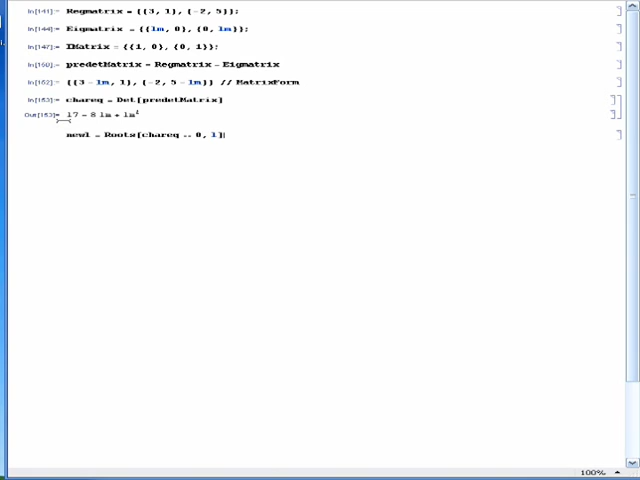 In[141]:= Regmatrix = {{3, 1}, {-2, 5}};
In[144]:= Eigmatrix = {{lm, 0}, {0, lm}};
In[147]:= IMatrix = {{1, 0}, {0, 1}};
In[160]:= predetMatrix = Regmatrix - Eigmatrix
In[152]:= {{3 - lm, 1}, {-2, 5 - lm}} // MatrixForm
In[153]:= chareq = Det[predetMatrix]
Out[153]= 17 - 8 lm + lm²
newl = Roots[chareq == 0, l]
100%